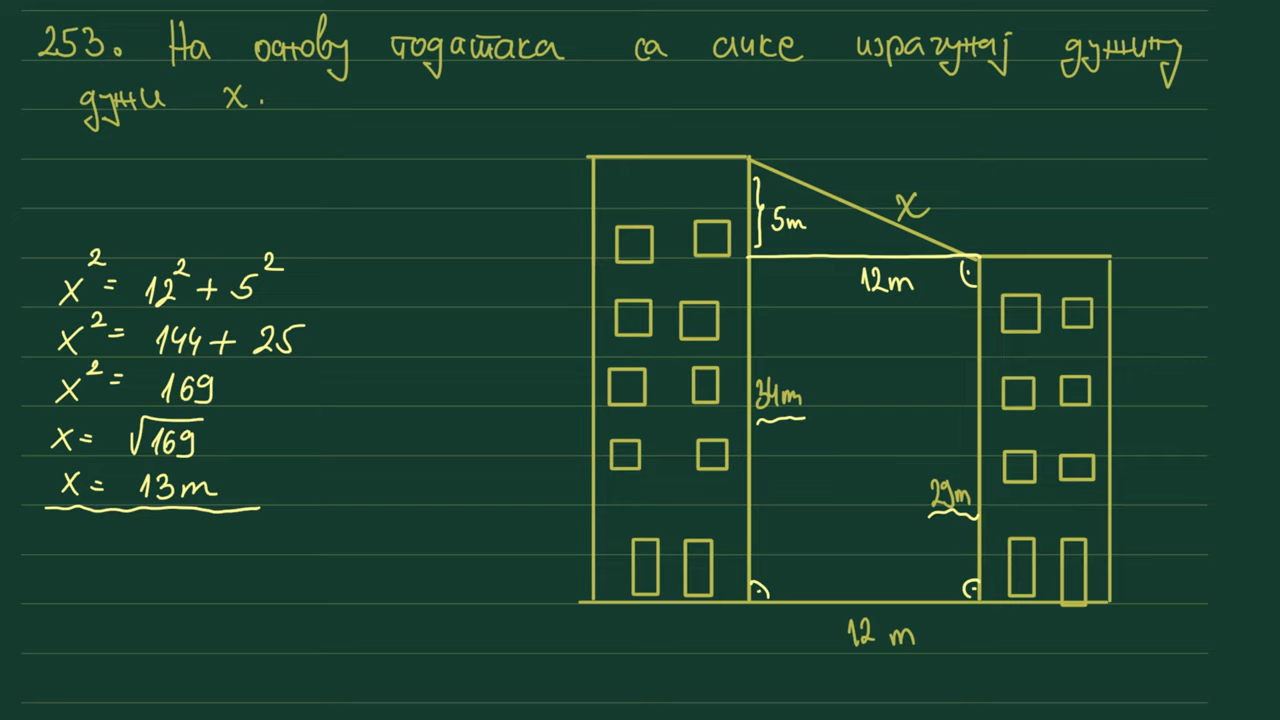 253. На основу података са слике израчунај дужину
дужи x.
x² = 12² + 5²
x² = 144 + 25
x² = 169
x = √169
x = 13m
5m
x
12m
34m
29m
12 m